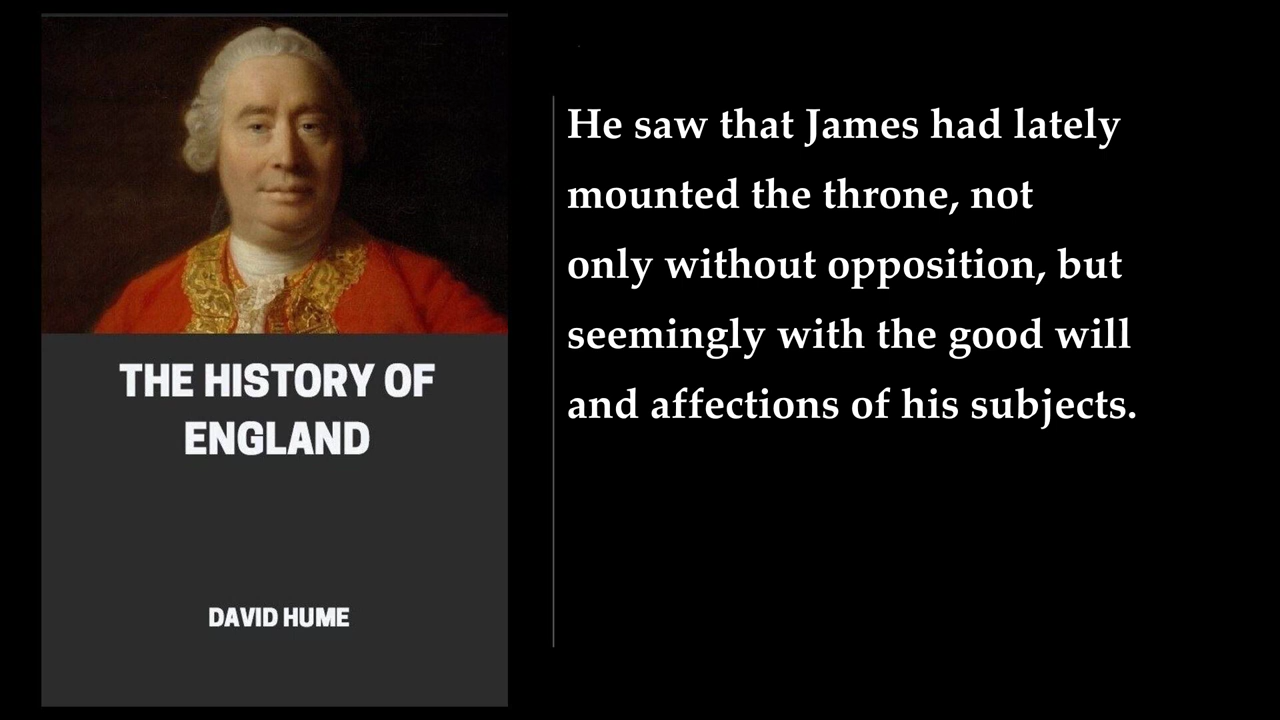 THE HISTORY OF
ENGLAND
DAVID HUME
He saw that James had lately
mounted the throne, not
only without opposition, but
seemingly with the good will
and affections of his subjects.